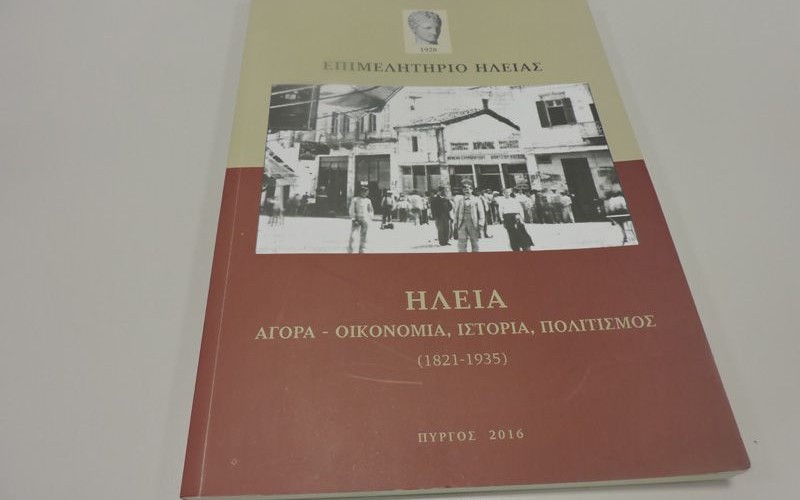 1928
ΕΠΙΜΕΛΗΤΗΡΙΟ ΗΛΕΙΑΣ
ΗΛΕΙΑ
ΑΓΟΡΑ - ΟΙΚΟΝΟΜΙΑ, ΙΣΤΟΡΙΑ, ΠΟΛΙΤΙΣΜΟΣ
(1821-1935)
ΠΥΡΓΟΣ 2016